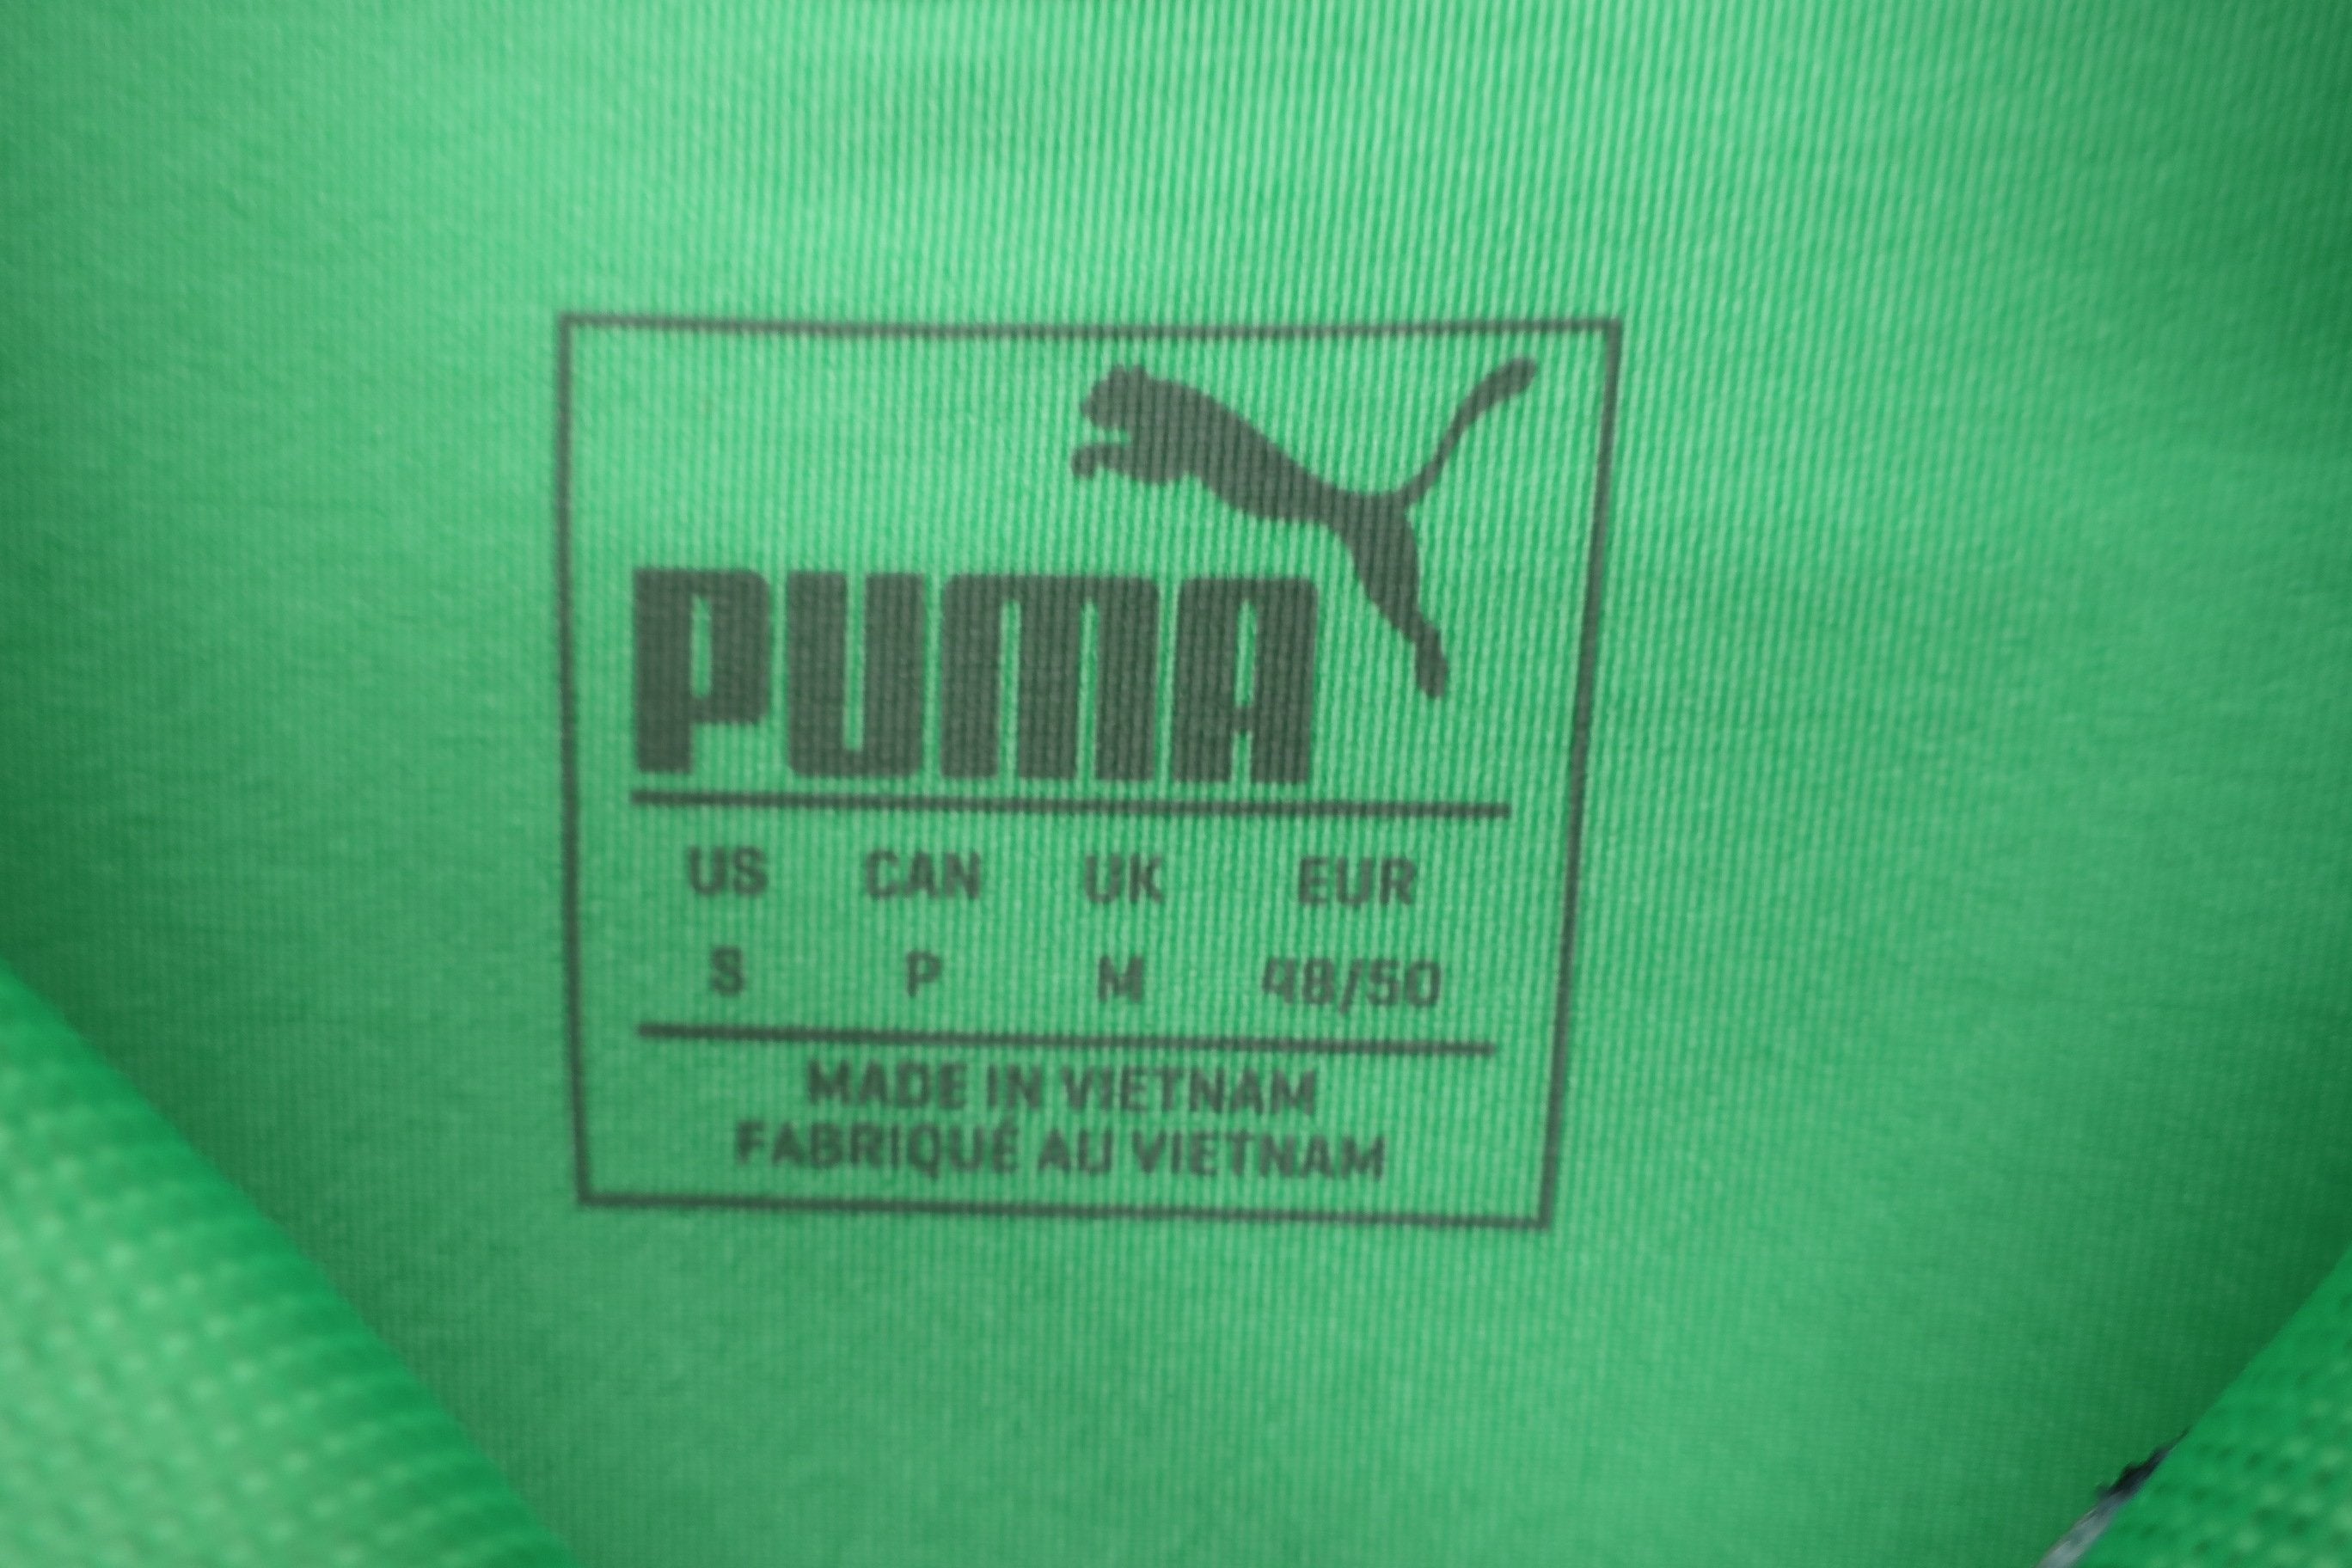 PUMA
US CAN UK EUR
S P M 48/50
MADE IN VIETNAM
FABRIQUÉ AU VIETNAM